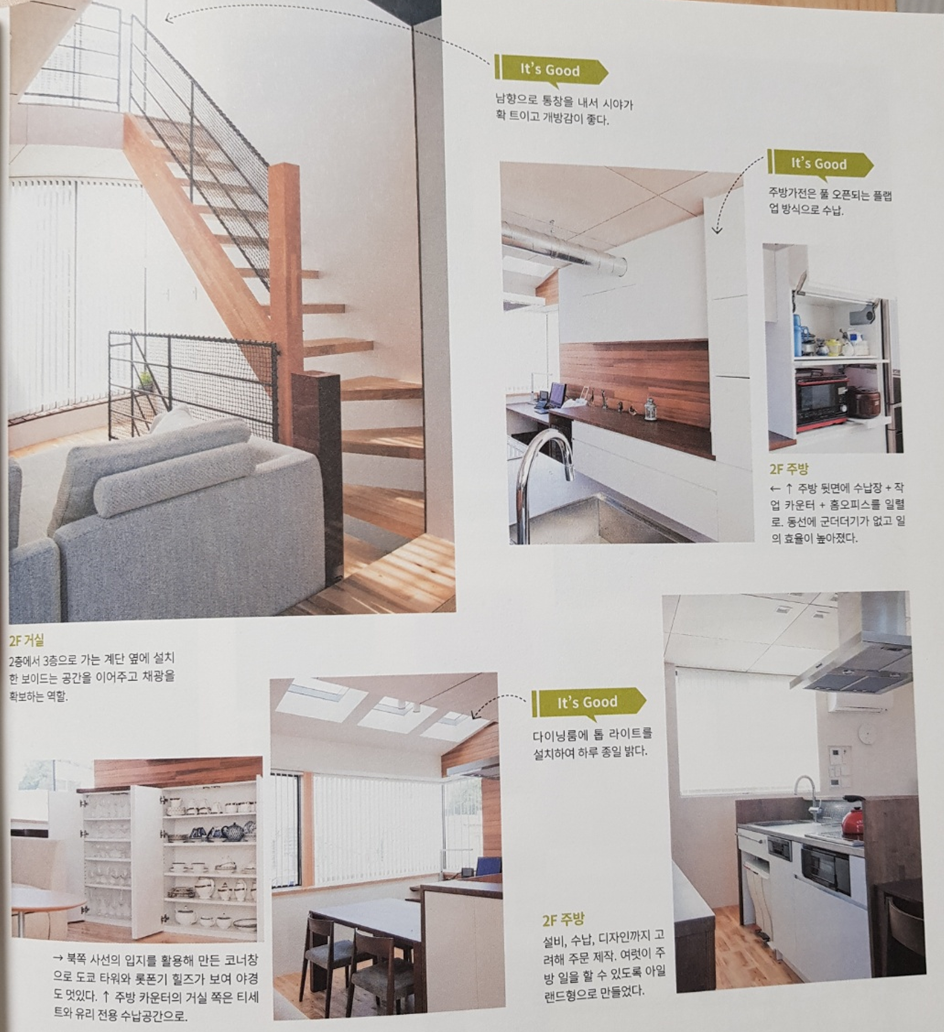 It's Good
남향으로 통창을 내서 시야가
확 트이고 개방감이 좋다.
It's Good
주방가전은 풀 오픈되는 플랩
업 방식으로 수납.
2F 주방
← ↑ 주방 뒷면에 수납장 + 작
업 카운터 + 홈오피스를 일렬
로. 동선에 군더더기가 없고 일
의 효율이 높아졌다.
2F 거실
2층에서 3층으로 가는 계단 옆에 설치
한 보이드는 공간을 이어주고 채광을
확보하는 역할.
It's Good
다이닝룸에 톱 라이트를
설치하여 하루 종일 밝다.
2F 주방
설비, 수납, 디자인까지 고
려해 주문 제작. 여럿이 주
방 일을 할 수 있도록 아일
랜드형으로 만들었다.
→ 북쪽 사선의 입지를 활용해 만든 코너창
으로 도쿄 타워와 롯폰기 힐즈가 보여 야경
도 멋있다. ↑ 주방 카운터의 거실 쪽은 티세
트와 유리 전용 수납공간으로.